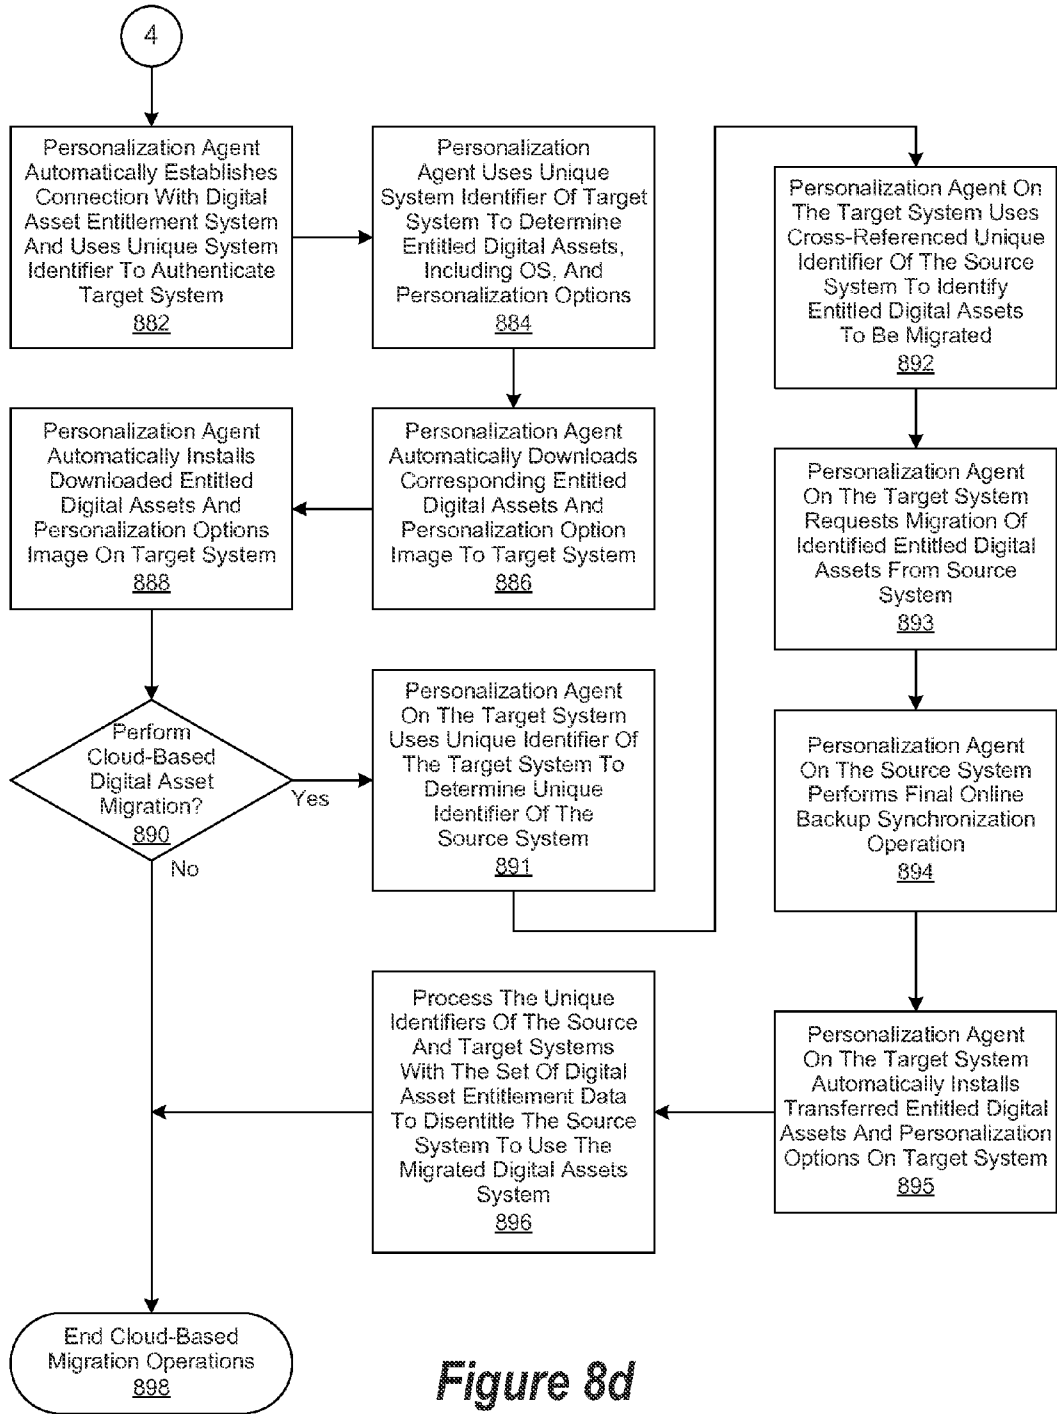 4
Personalization Agent
Automatically Establishes
Connection With Digital
Asset Entitlement System
And Uses Unique System
Identifier To Authenticate
Target System
882
Personalization
Agent Uses Unique
System Identifier Of Target
System To Determine
Entitled Digital Assets,
Including OS, And
Personalization Options
884
Personalization Agent
Automatically Downloads
Corresponding Entitled
Digital Assets And
Personalization Option
Image To Target System
886
Personalization Agent
Automatically Installs
Downloaded Entitled
Digital Assets And
Personalization Options
Image On Target System
888
Perform
Cloud-Based
Digital Asset
Migration?
890
Yes
No
Personalization Agent
On The Target System
Uses Unique Identifier Of
The Target System To
Determine Unique
Identifier Of The
Source System
891
Personalization Agent On
The Target System Uses
Cross-Referenced Unique
Identifier Of The Source
System To Identify
Entitled Digital Assets
To Be Migrated
892
Personalization Agent
On The Target System
Requests Migration Of
Identified Entitled Digital
Assets From Source
System
893
Personalization Agent
On The Source System
Performs Final Online
Backup Synchronization
Operation
894
Personalization Agent
On The Target System
Automatically Installs
Transferred Entitled Digital
Assets And Personalization
Options On Target System
895
Process The Unique
Identifiers Of The Source
And Target Systems
With The Set Of Digital
Asset Entitlement Data
To Disentitle The Source
System To Use The
Migrated Digital Assets
System
896
End Cloud-Based
Migration Operations
898
Figure 8d